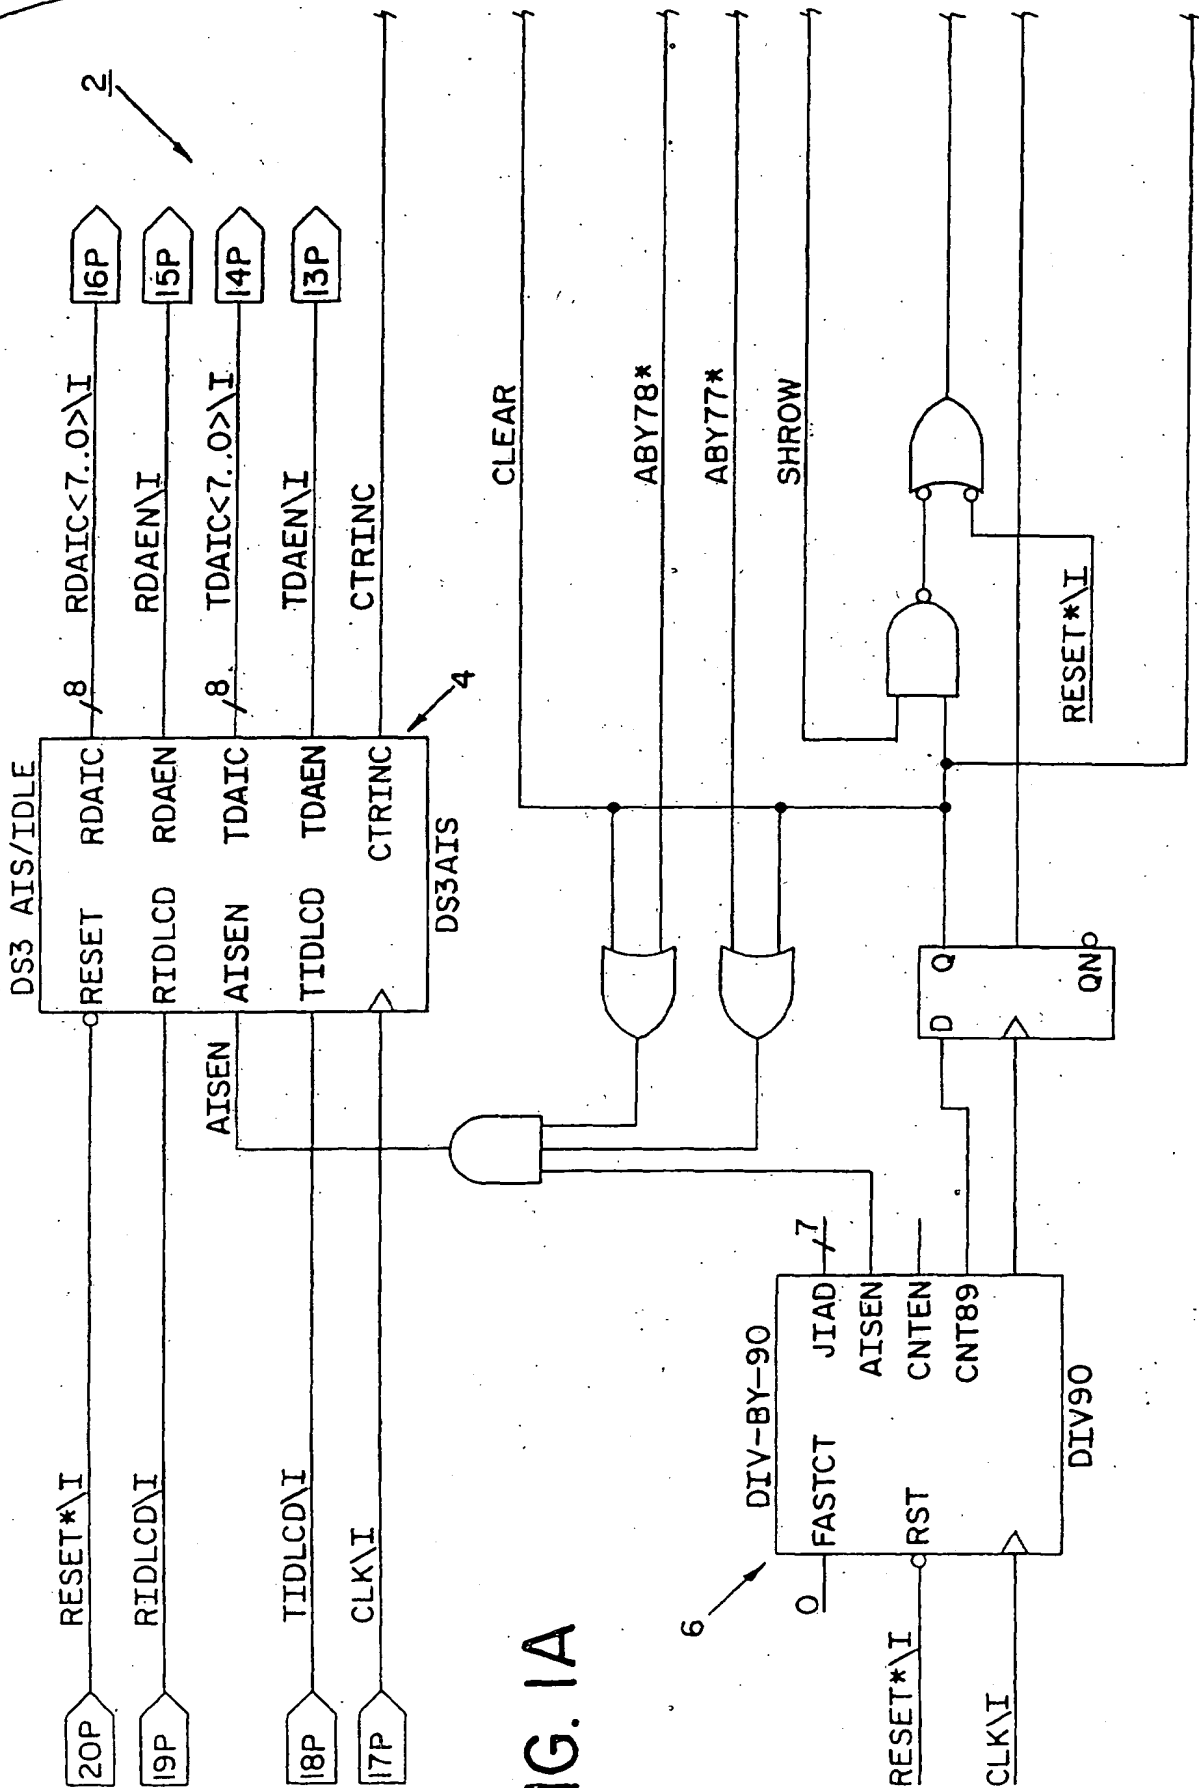 2
20P
RESET*\I
19P
RIDLCD\I
18P
TIDLCD\I
17P
CLK\I
DS3 AIS/IDLE
RESET RDAIC
RIDLCD RDAEN
AISEN TDAIC
TIDLCD TDAEN
CTRINC
DS3AIS
4
8 RDAIC<7..0>\I
16P
RDAEN\I
15P
8 TDAIC<7..0>\I
14P
TDAEN\I
13P
CTRINC
AISEN
CLEAR
ABY78*
ABY77*
SHROW
RESET*\I
D Q
QN
6
DIV-BY-90
0
FASTCT JIAD
7
AISEN
RST CNTEN
CNT89
DIV90
RESET*\I
CLK\I
IG. 1A